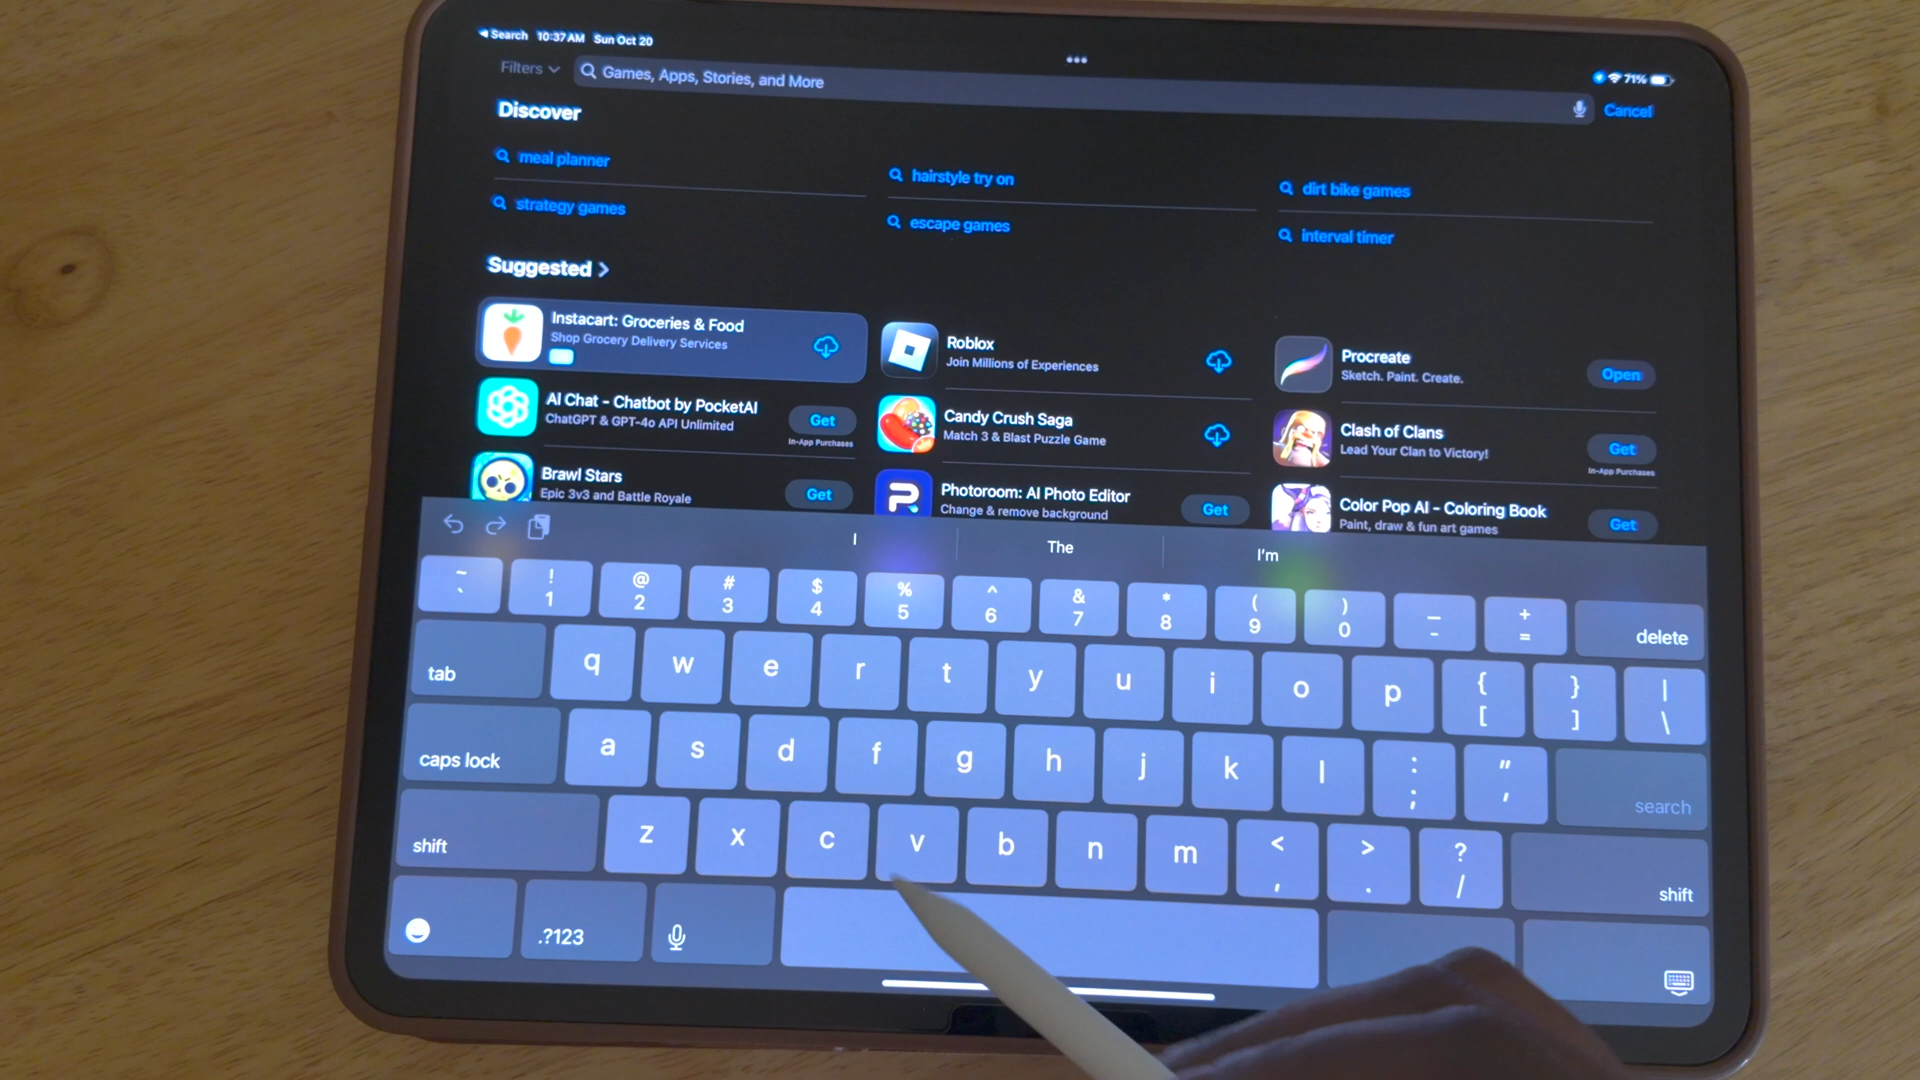 Search 10:37 AM Sun Oct 20
71%
Filters Games, Apps, Stories, and More Cancel
Discover
meal planner hairstyle try on dirt bike games
strategy games escape games interval timer
Suggested
Instacart: Groceries & Food
Shop Grocery Delivery Services
Roblox
Join Millions of Experiences
Procreate
Sketch. Paint. Create.
Open
AI Chat - Chatbot by PocketAI
ChatGPT & GPT-4o API Unlimited
Get
In-App Purchases
Candy Crush Saga
Match 3 & Blast Puzzle Game
Clash of Clans
Lead Your Clan to Victory!
Get
In-App Purchases
Brawl Stars
Epic 3v3 and Battle Royale
Get
Photoroom: AI Photo Editor
Change & remove background
Get
Color Pop AI - Coloring Book
Paint, draw & fun art games
Get
I The I'm
~ ! @ # $ % ^ & * ( ) — +
` 1 2 3 4 5 6 7 8 9 0 - = delete
tab q w e r t y u i o p { [ } ] | \
caps lock a s d f g h j k l : ; " ' search
shift z x c v b n m < , > . ? / shift
.?123